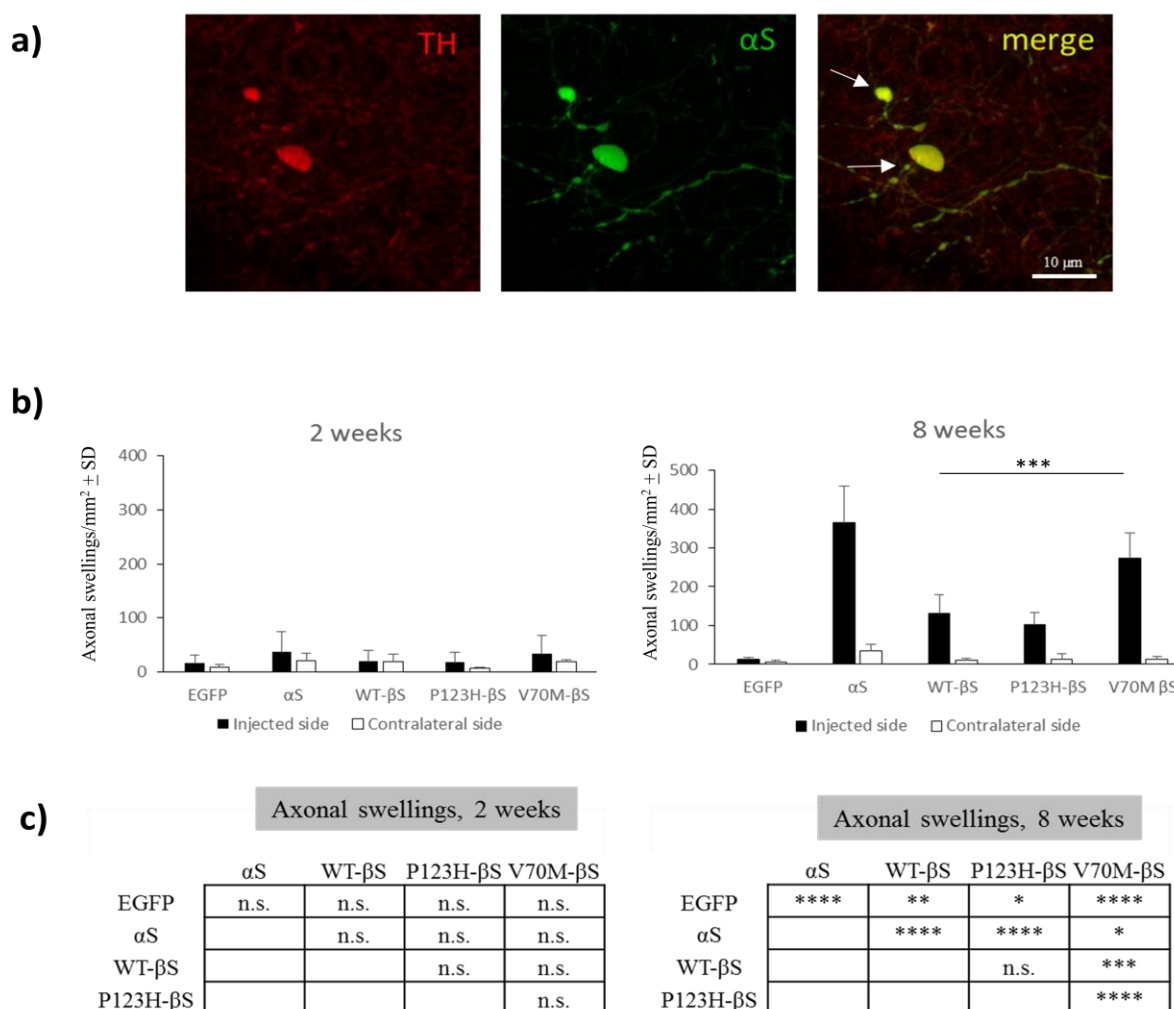 a)
TH
αS
merge
10 µm
b)
2 weeks
Axonal swellings/mm² ± SD
400
300
200
100
0
EGFP αS WT-βS P123H-βS V70M-βS
■ Injected side □ Contralateral side
8 weeks
Axonal swellings/mm² ± SD
500
400
300
200
100
0
***
EGFP αS WT-βS P123H-βS V70M βS
■ Injected side □ Contralateral side
c)
Axonal swellings, 2 weeks
αS WT-βS P123H-βS V70M-βS
EGFP n.s. n.s. n.s. n.s.
αS n.s. n.s. n.s.
WT-βS n.s. n.s.
P123H-βS n.s.
Axonal swellings, 8 weeks
αS WT-βS P123H-βS V70M-βS
EGFP **** ** * ****
αS **** **** *
WT-βS n.s. ***
P123H-βS ****